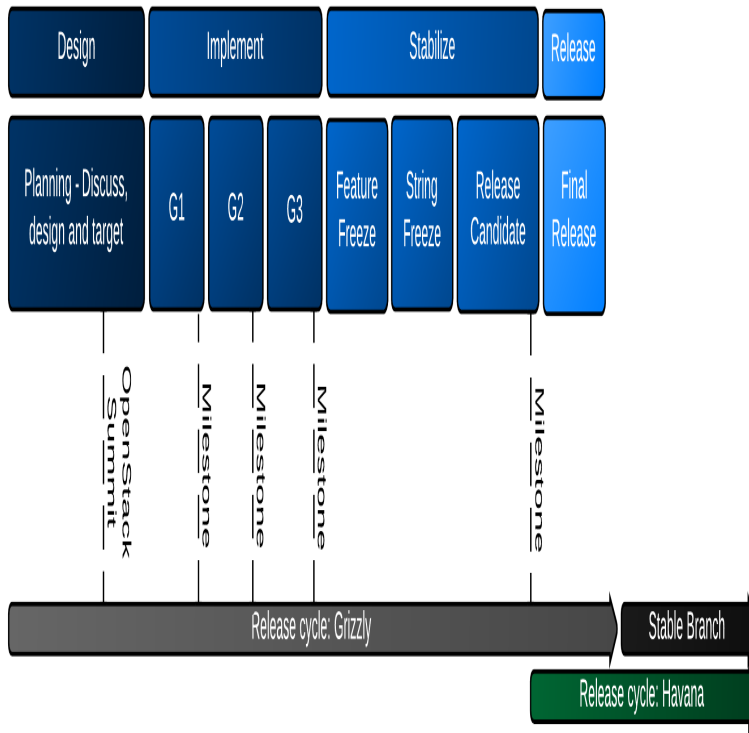 Design
Implement
Stabilize
Release
Planning - Discuss,
design and target
G1
G2
G3
Feature
Freeze
String
Freeze
Release
Candidate
Final
Release
OpenStack
Summit
Milestone
Milestone
Milestone
Milestone
Release cycle: Grizzly
Stable Branch
Release cycle: Havana